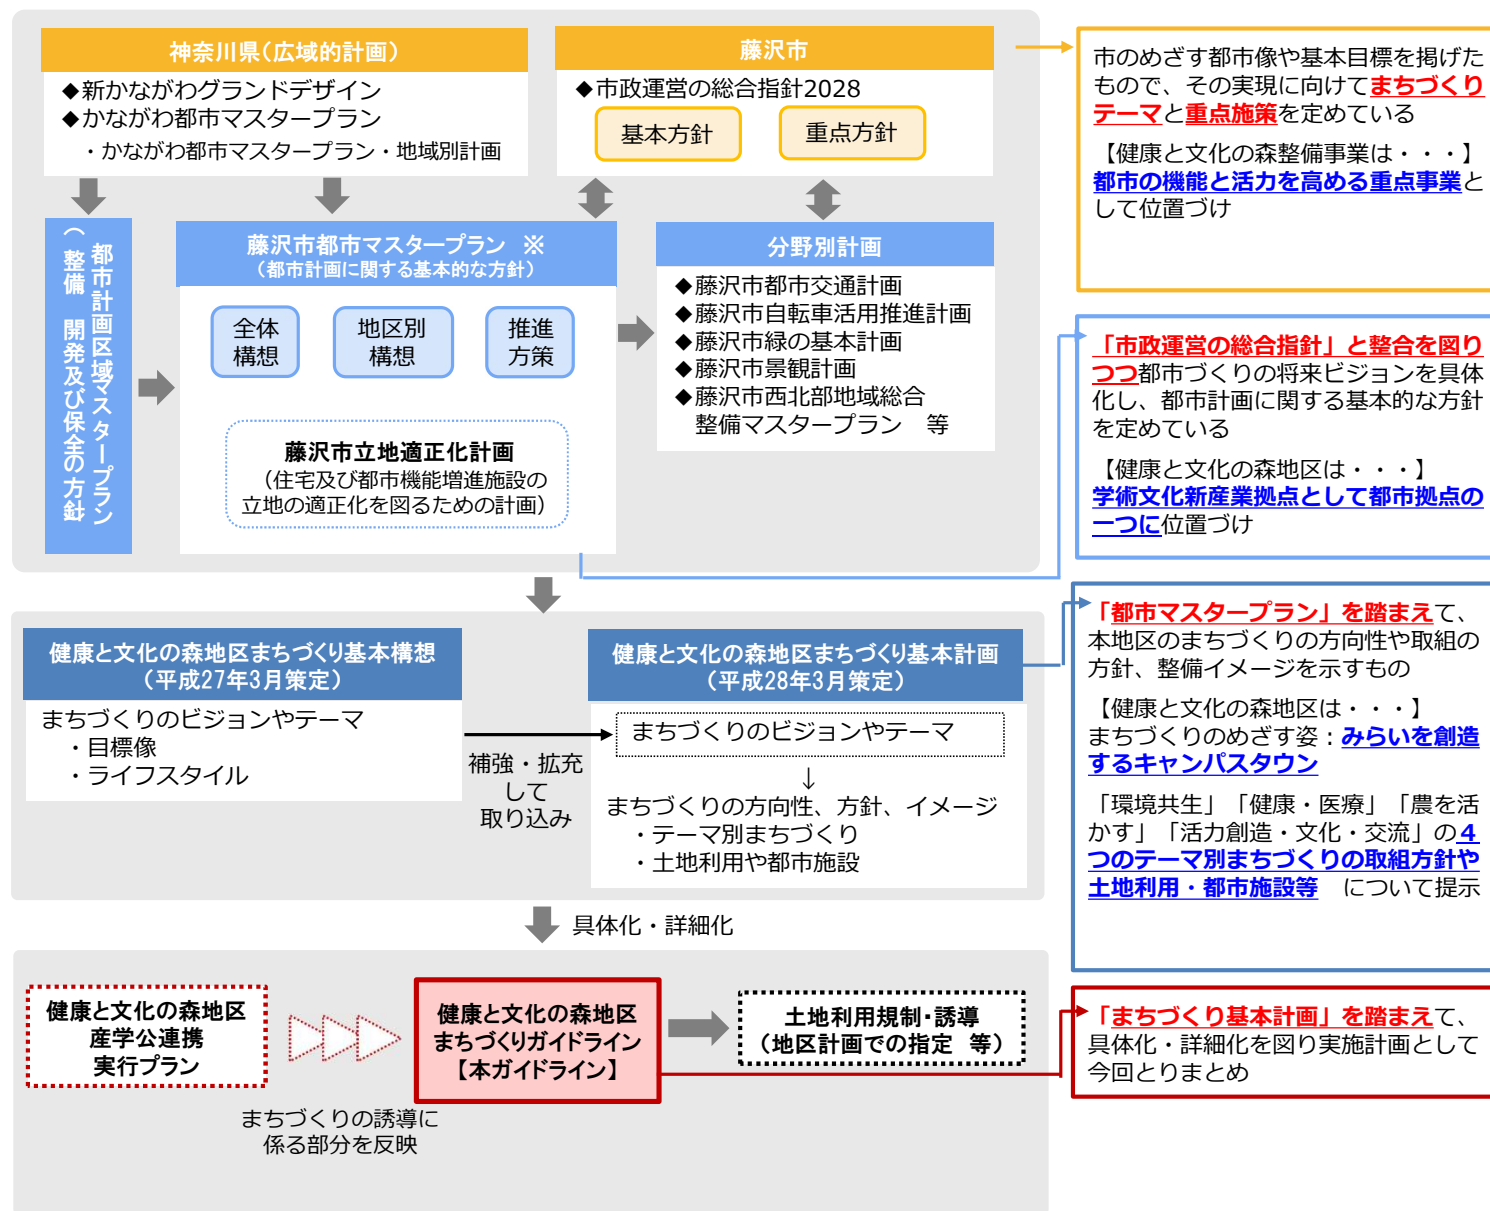 神奈川県（広域的計画）
◆新かながわグランドデザイン
◆かながわ都市マスタープラン
・かながわ都市マスタープラン・地域別計画
藤沢市
◆市政運営の総合指針2028
基本方針
重点方針
都市計画区域マスタープラン
（整備　開発及び保全の方針
藤沢市都市マスタープラン　※
（都市計画に関する基本的な方針）
全体
構想
地区別
構想
推進
方策
藤沢市立地適正化計画
（住宅及び都市機能増進施設の
立地の適正化を図るための計画）
分野別計画
◆藤沢市都市交通計画
◆藤沢市自転車活用推進計画
◆藤沢市緑の基本計画
◆藤沢市景観計画
◆藤沢市西北部地域総合
整備マスタープラン　等
市のめざす都市像や基本目標を掲げた
もので、その実現に向けてまちづくり
テーマと重点施策を定めている
【健康と文化の森整備事業は・・・】
都市の機能と活力を高める重点事業と
して位置づけ
「市政運営の総合指針」と整合を図り
つつ都市づくりの将来ビジョンを具体
化し、都市計画に関する基本的な方針
を定めている
【健康と文化の森地区は・・・】
学術文化新産業拠点として都市拠点の
一つに位置づけ
健康と文化の森地区まちづくり基本構想
（平成27年3月策定）
まちづくりのビジョンやテーマ
・目標像
・ライフスタイル
補強・拡充
して
取り込み
健康と文化の森地区まちづくり基本計画
（平成28年3月策定）
まちづくりのビジョンやテーマ
↓
まちづくりの方向性、方針、イメージ
・テーマ別まちづくり
・土地利用や都市施設
「都市マスタープラン」を踏まえて、
本地区のまちづくりの方向性や取組の
方針、整備イメージを示すもの
【健康と文化の森地区は・・・】
まちづくりのめざす姿：みらいを創造
するキャンパスタウン
「環境共生」「健康・医療」「農を活
かす」「活力創造・文化・交流」の４
つのテーマ別まちづくりの取組方針や
土地利用・都市施設等　について提示
具体化・詳細化
健康と文化の森地区
産学公連携
実行プラン
まちづくりの誘導に
係る部分を反映
健康と文化の森地区
まちづくりガイドライン
【本ガイドライン】
土地利用規制・誘導
（地区計画での指定　等）
「まちづくり基本計画」を踏まえて、
具体化・詳細化を図り実施計画として
今回とりまとめ